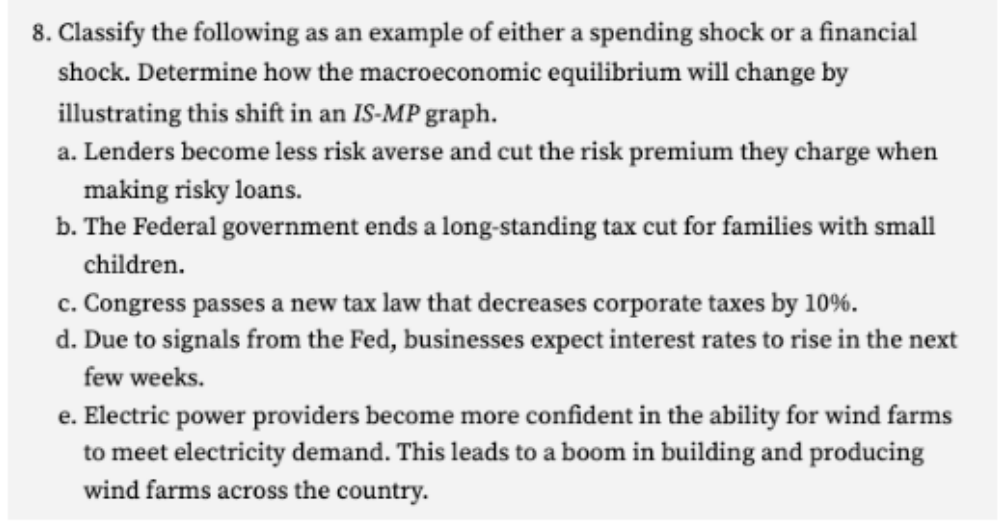 8. Classify the following as an example of either a spending shock or a financial
shock. Determine how the macroeconomic equilibrium will change by
illustrating this shift in an IS-MP graph.
a. Lenders become less risk averse and cut the risk premium they charge when
making risky loans.
b. The Federal government ends a long-standing tax cut for families with small
children.
c. Congress passes a new tax law that decreases corporate taxes by 10%.
d. Due to signals from the Fed, businesses expect interest rates to rise in the next
few weeks.
e. Electric power providers become more confident in the ability for wind farms
to meet electricity demand. This leads to a boom in building and producing
wind farms across the country.